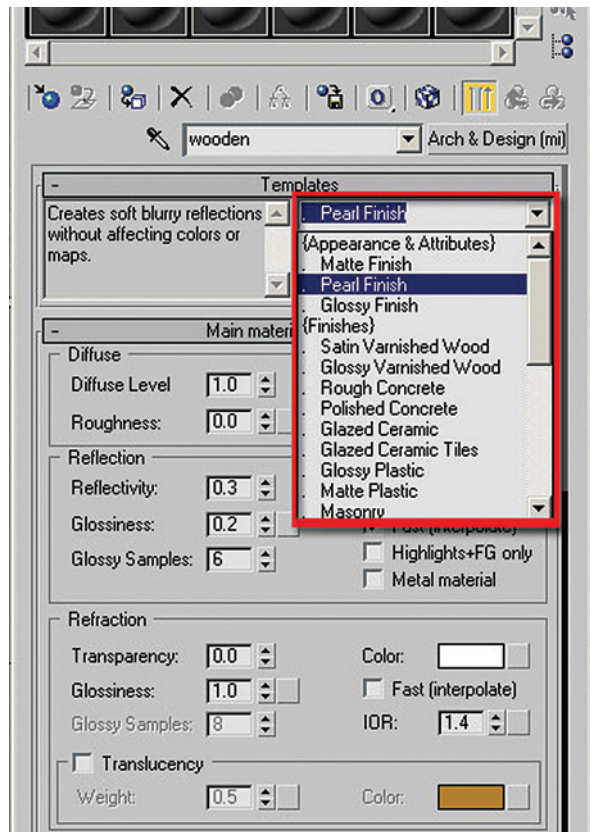 wooden
Arch & Design (mi)
- Templates
Creates soft blurry reflections without affecting colors or maps.
. Pearl Finish
{Appearance & Attributes}
. Matte Finish
. Pearl Finish
. Glossy Finish
{Finishes}
. Satin Varnished Wood
. Glossy Varnished Wood
. Rough Concrete
. Polished Concrete
. Glazed Ceramic
. Glazed Ceramic Tiles
. Glossy Plastic
. Matte Plastic
. Masonry
- Main materi
Diffuse
Diffuse Level 1.0
Roughness: 0.0
Reflection
Reflectivity: 0.3
Glossiness: 0.2
Fast (interpolate)
Glossy Samples: 6
Highlights+FG only
Metal material
Refraction
Transparency: 0.0 Color:
Glossiness: 1.0 Fast (interpolate)
Glossy Samples: 8 IOR: 1.4
Translucency
Weight: 0.5 Color: